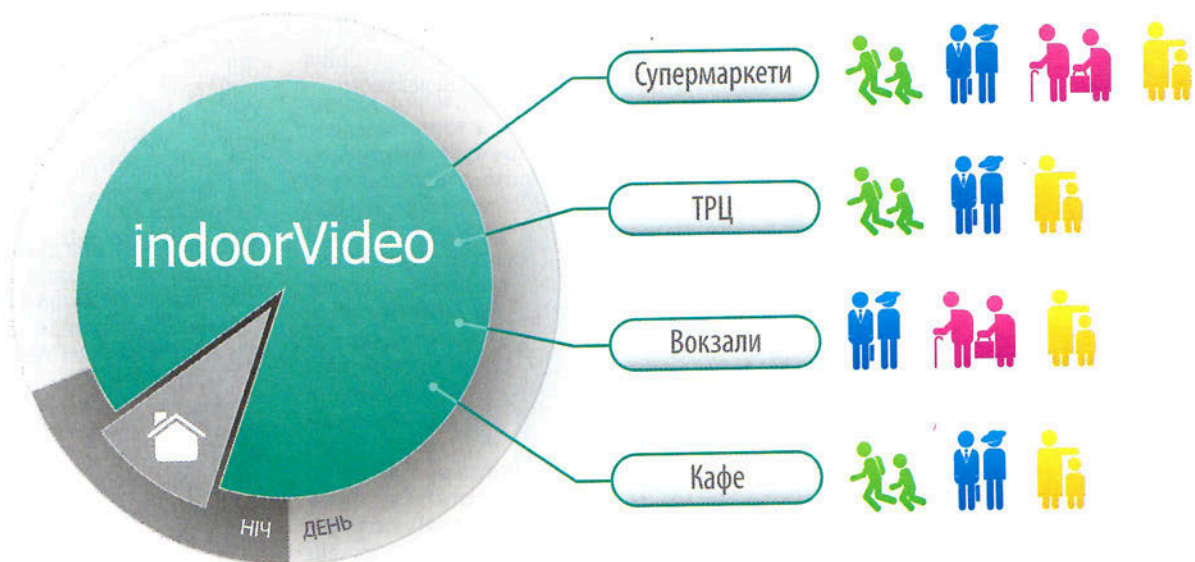 indoorVideo
Супермаркети
ТРЦ
Вокзали
Кафе
НІЧ
ДЕНЬ